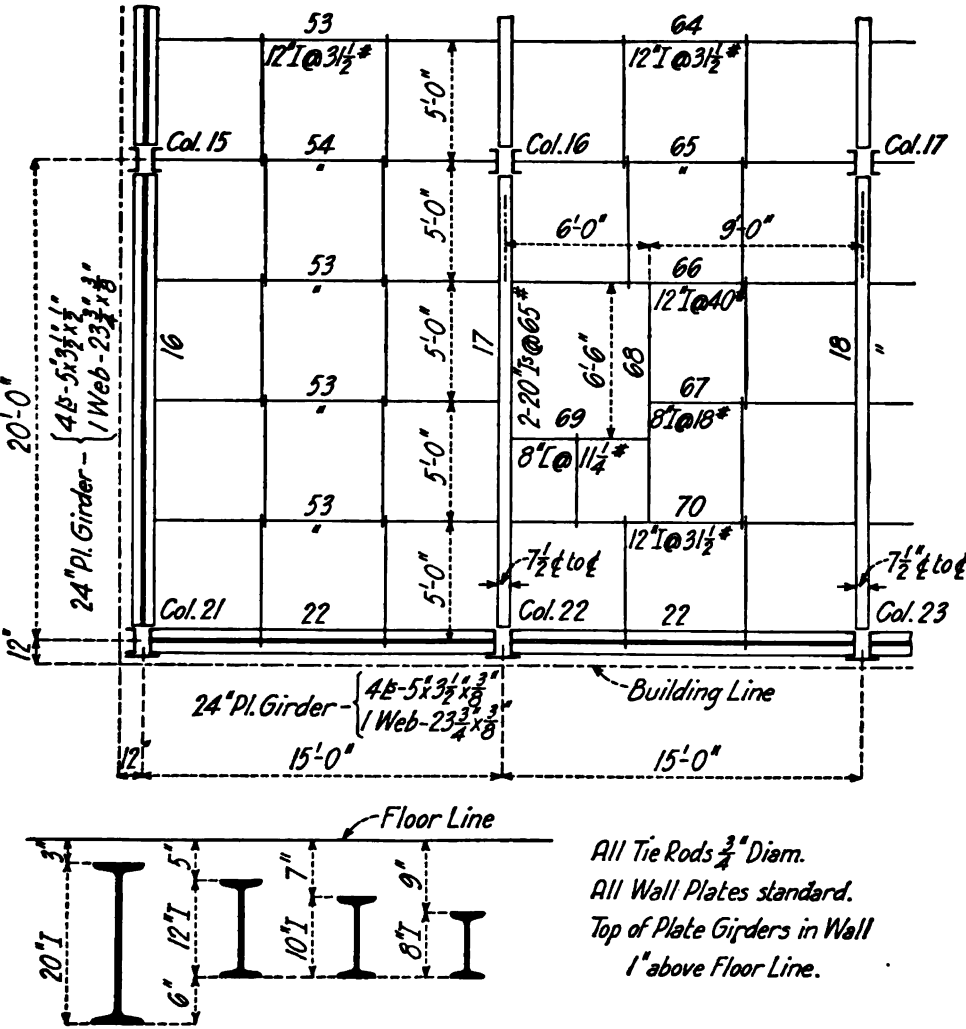 53
64
12"I@31½#
12"I@31½#
5'-0"
Col.15
54
"
Col.16
65
"
Col.17
5'-0"
6'-0"
9'-0"
53
"
66
12"I@40#
20'-0"
24"Pl. Girder - { 4Ls-5"x3½"x½"
1 Web-23¾"x⅜"
16
5'-0"
17
2-20"Is@65#
6'-6"
68
18
"
53
"
67
8"I@18#
69
8"[@11¼#
5'-0"
53
"
70
12"I@31½#
5'-0"
7½"℄ to ℄
7½"℄ to ℄
Col.21
22
Col.22
22
Col.23
12"
24"Pl. Girder - { 4Ls-5"x3½"x⅜"
1 Web-23¾"x⅜"
Building Line
12"
15'-0"
15'-0"
Floor Line
3"
5"
7"
9"
20"I
12"I
10"I
8"I
6"
All Tie Rods ¾" Diam.
All Wall Plates standard.
Top of Plate Girders in Wall
1" above Floor Line.